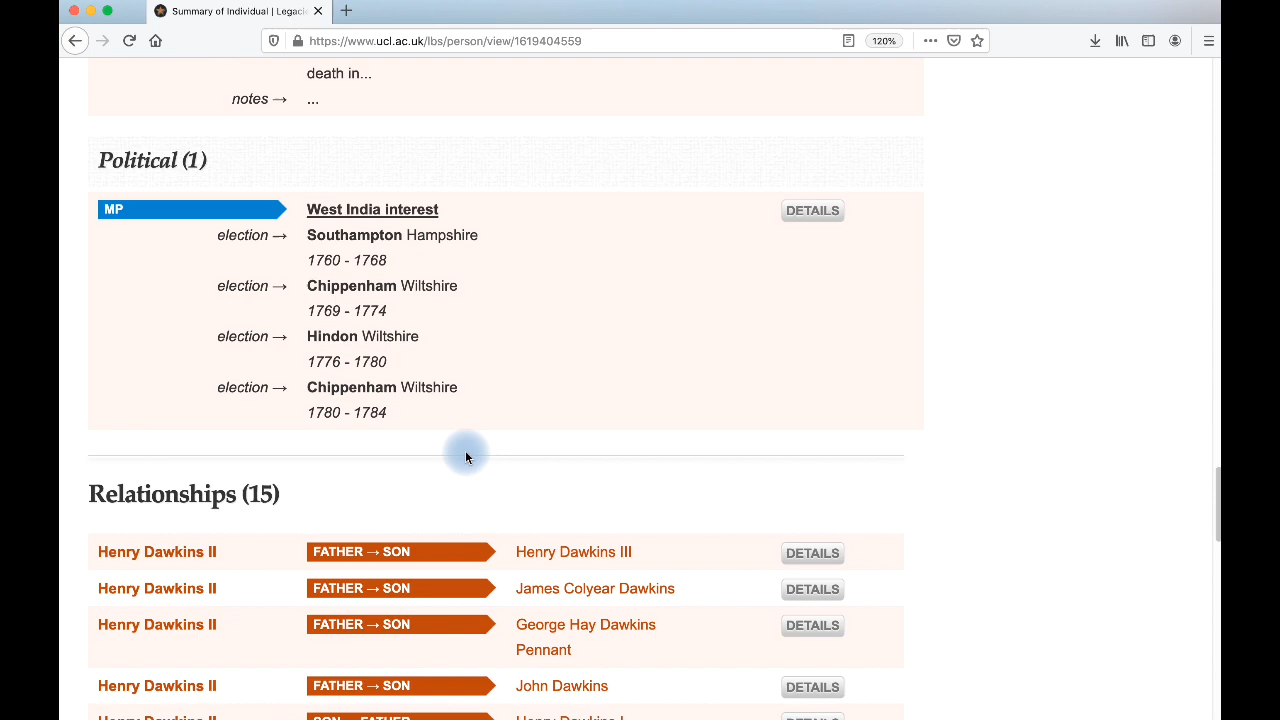 Summary of Individual | Legacie
https://www.ucl.ac.uk/lbs/person/view/1619404559
120%
death in...
notes → ...
Political (1)
MP West India interest DETAILS
election → Southampton Hampshire
1760 - 1768
election → Chippenham Wiltshire
1769 - 1774
election → Hindon Wiltshire
1776 - 1780
election → Chippenham Wiltshire
1780 - 1784
Relationships (15)
Henry Dawkins II FATHER → SON Henry Dawkins III DETAILS
Henry Dawkins II FATHER → SON James Colyear Dawkins DETAILS
Henry Dawkins II FATHER → SON George Hay Dawkins DETAILS
Pennant
Henry Dawkins II FATHER → SON John Dawkins DETAILS